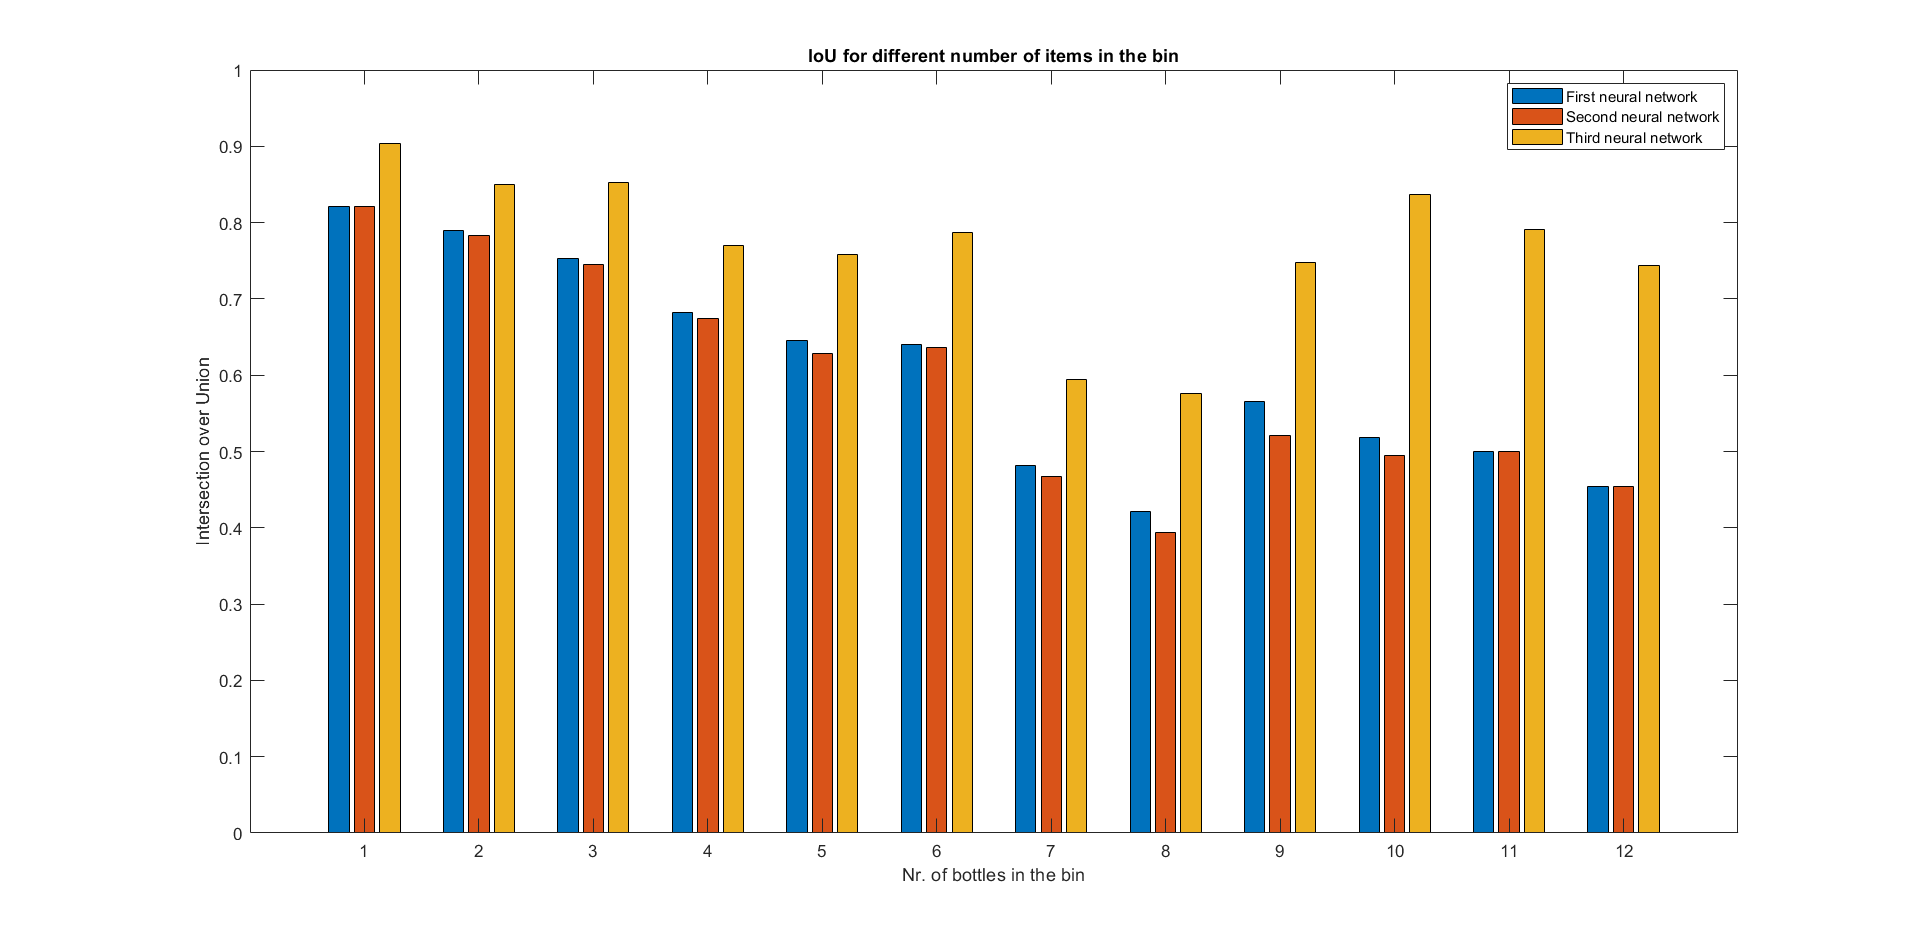 IoU for different number of items in the bin
First neural network
Second neural network
Third neural network
1
0.9
0.8
0.7
0.6
0.5
0.4
0.3
0.2
0.1
0
Intersection over Union
1 2 3 4 5 6 7 8 9 10 11 12
Nr. of bottles in the bin